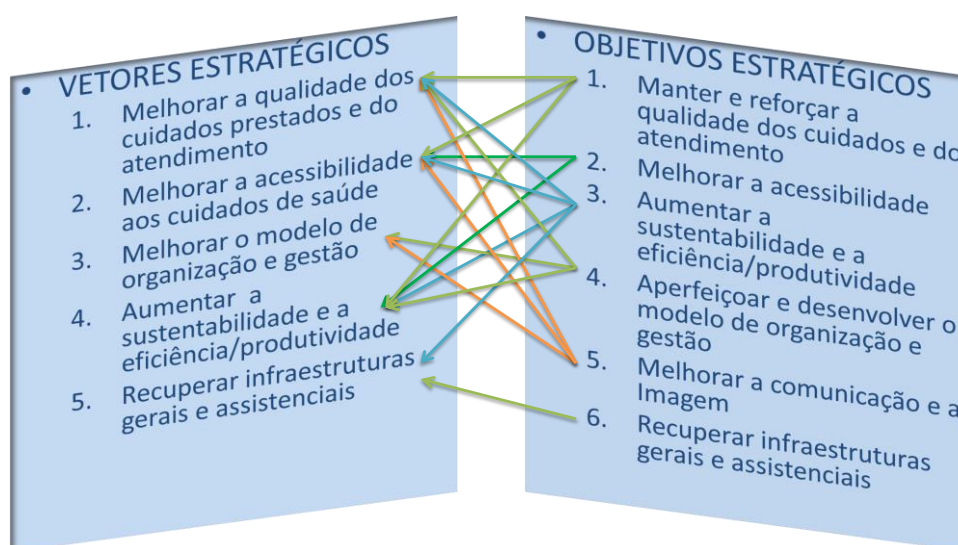 • VETORES ESTRATÉGICOS
1. Melhorar a qualidade dos
cuidados prestados e do
atendimento
2. Melhorar a acessibilidade
aos cuidados de saúde
3. Melhorar o modelo de
organização e gestão
4. Aumentar a
sustentabilidade e a
eficiência/produtividade
5. Recuperar infraestruturas
gerais e assistenciais
• OBJETIVOS ESTRATÉGICOS
1. Manter e reforçar a
qualidade dos cuidados e do
atendimento
2. Melhorar a acessibilidade
3. Aumentar a
sustentabilidade e a
eficiência/produtividade
4. Aperfeiçoar e desenvolver o
modelo de organização e
gestão
5. Melhorar a comunicação e a
Imagem
6. Recuperar infraestruturas
gerais e assistenciais